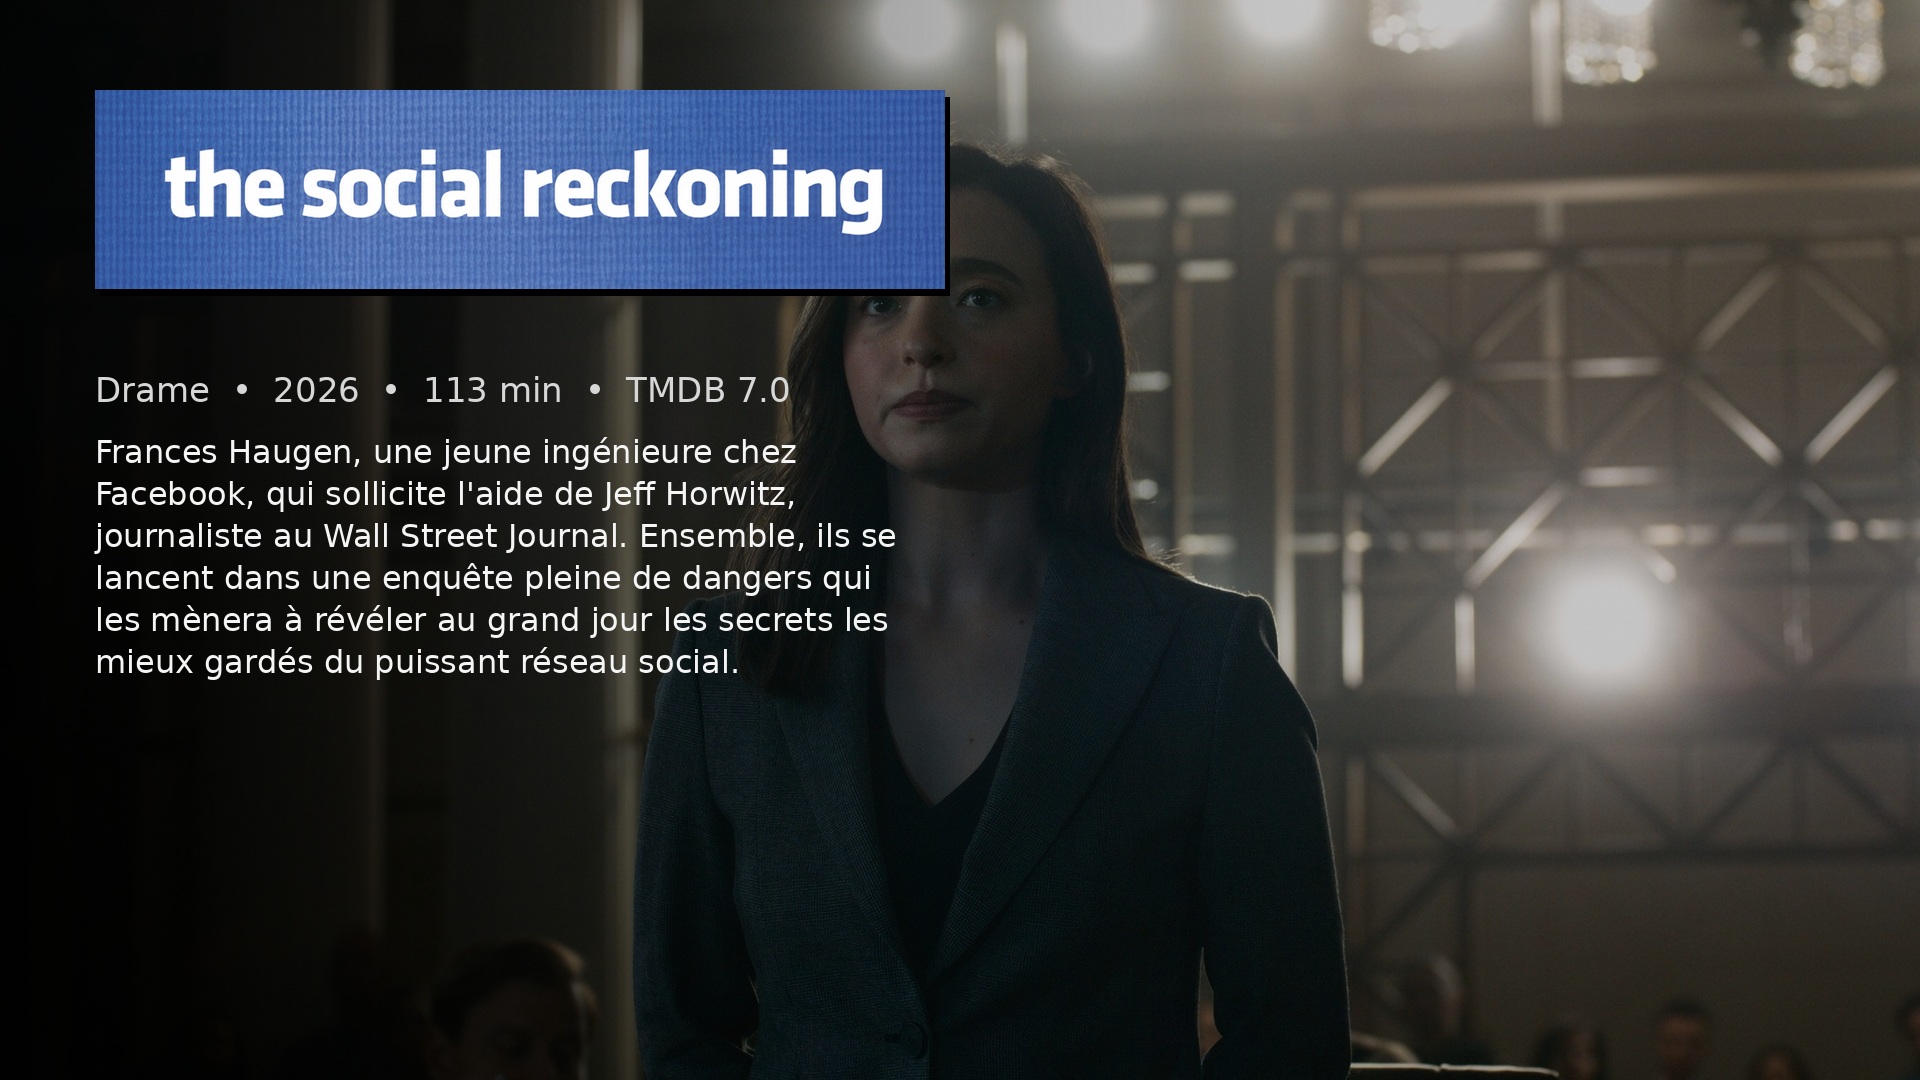 the social reckoning
Drame • 2026 • 113 min • TMDB 7.0
Frances Haugen, une jeune ingénieure chez
Facebook, qui sollicite l'aide de Jeff Horwitz,
journaliste au Wall Street Journal. Ensemble, ils se
lancent dans une enquête pleine de dangers qui
les mènera à révéler au grand jour les secrets les
mieux gardés du puissant réseau social.